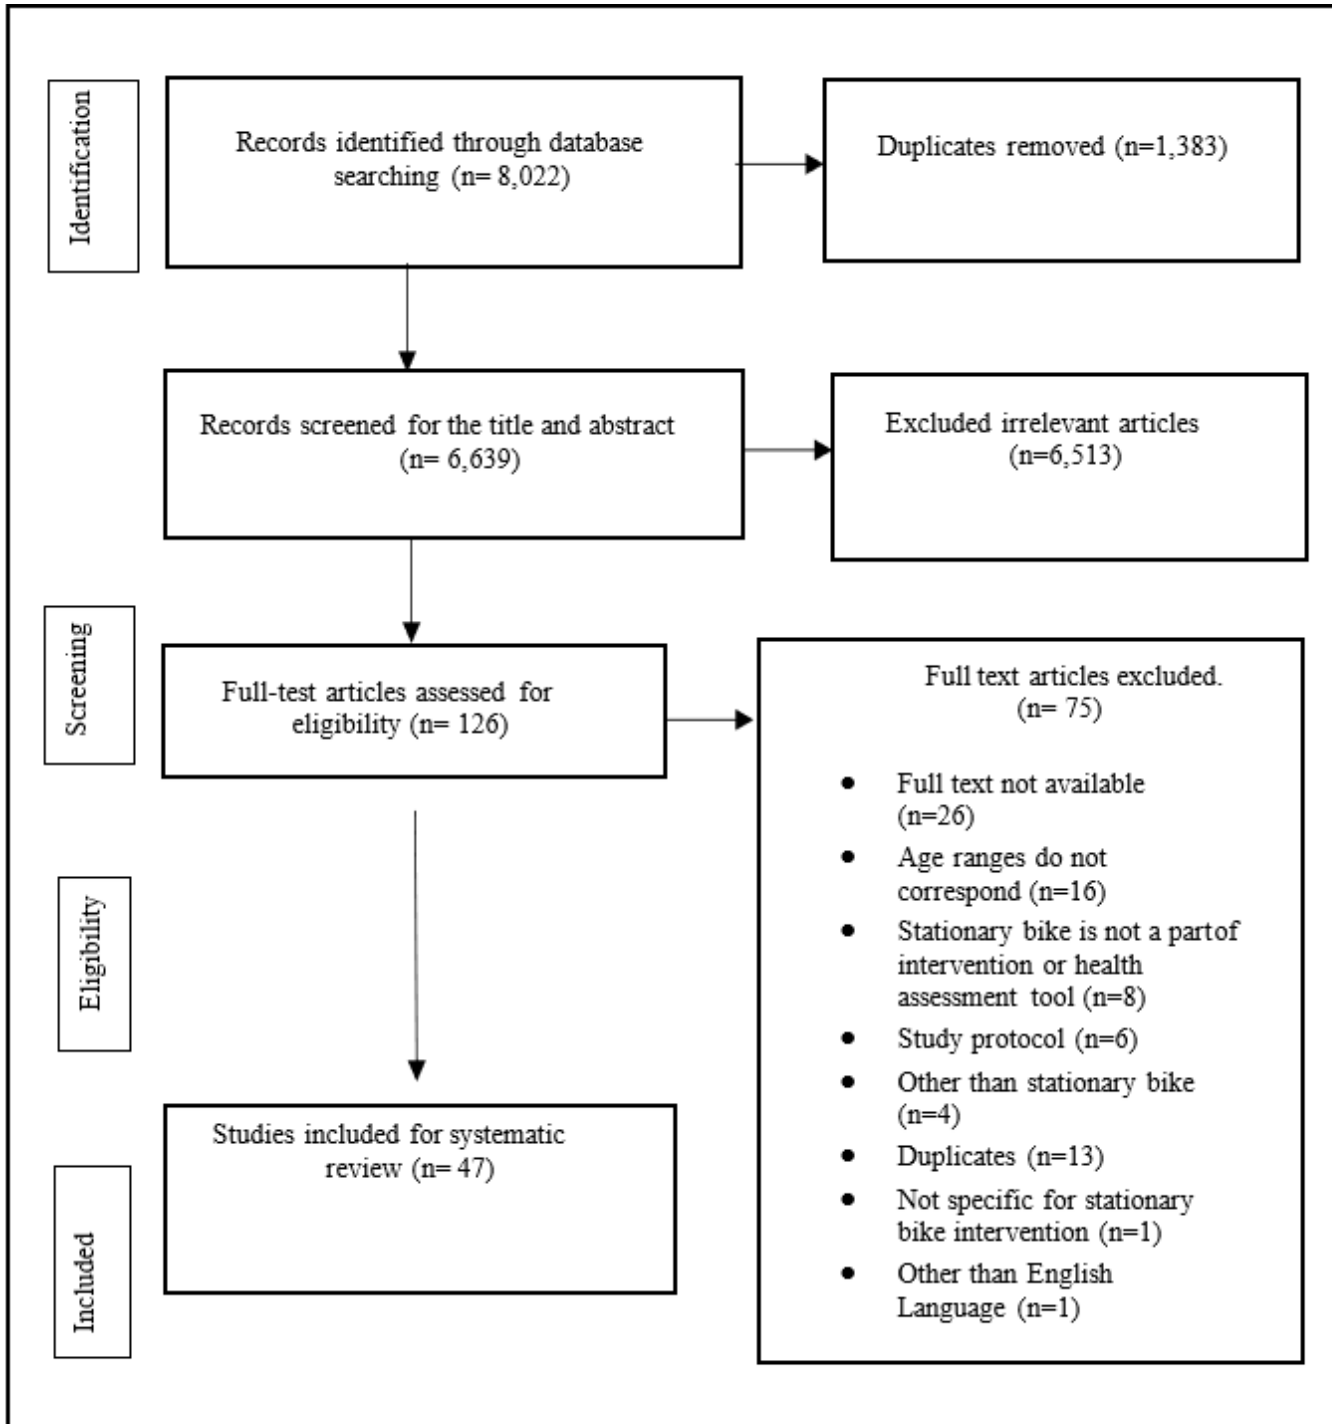 Identification
Records identified through database
searching (n= 8,022)
Duplicates removed (n=1,383)
Records screened for the title and abstract
(n= 6,639)
Excluded irrelevant articles
(n=6,513)
Screening
Full-test articles assessed for
eligibility (n= 126)
Full text articles excluded.
(n= 75)
• Full text not available
(n=26)
• Age ranges do not
correspond (n=16)
• Stationary bike is not a partof
intervention or health
assessment tool (n=8)
• Study protocol (n=6)
• Other than stationary bike
(n=4)
• Duplicates (n=13)
• Not specific for stationary
bike intervention (n=1)
• Other than English
Language (n=1)
Eligibility
Studies included for systematic
review (n= 47)
Included